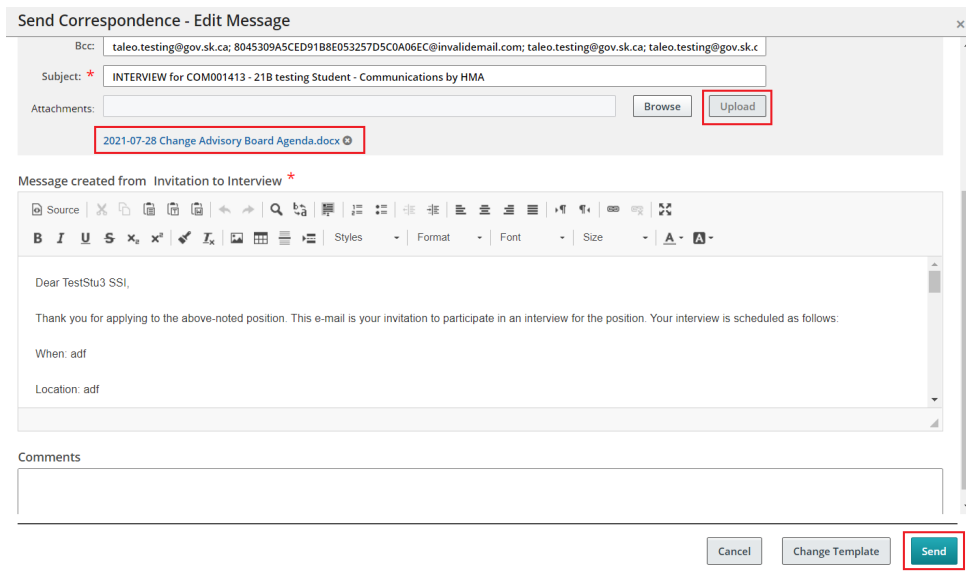 Send Correspondence - Edit Message
Bcc: taleo.testing@gov.sk.ca; 8045309A5CED91B8E053257D5C0A06EC@invalidemail.com; taleo.testing@gov.sk.ca; taleo.testing@gov.sk.c
Subject: * INTERVIEW for COM001413 - 21B testing Student - Communications by HMA
Attachments: Browse Upload
2021-07-28 Change Advisory Board Agenda.docx
Message created from Invitation to Interview *
Source
B I U S x₂ x² Ix Styles Format Font Size A A
Dear TestStu3 SSI,
Thank you for applying to the above-noted position. This e-mail is your invitation to participate in an interview for the position. Your interview is scheduled as follows:
When: adf
Location: adf
Comments
Cancel Change Template Send